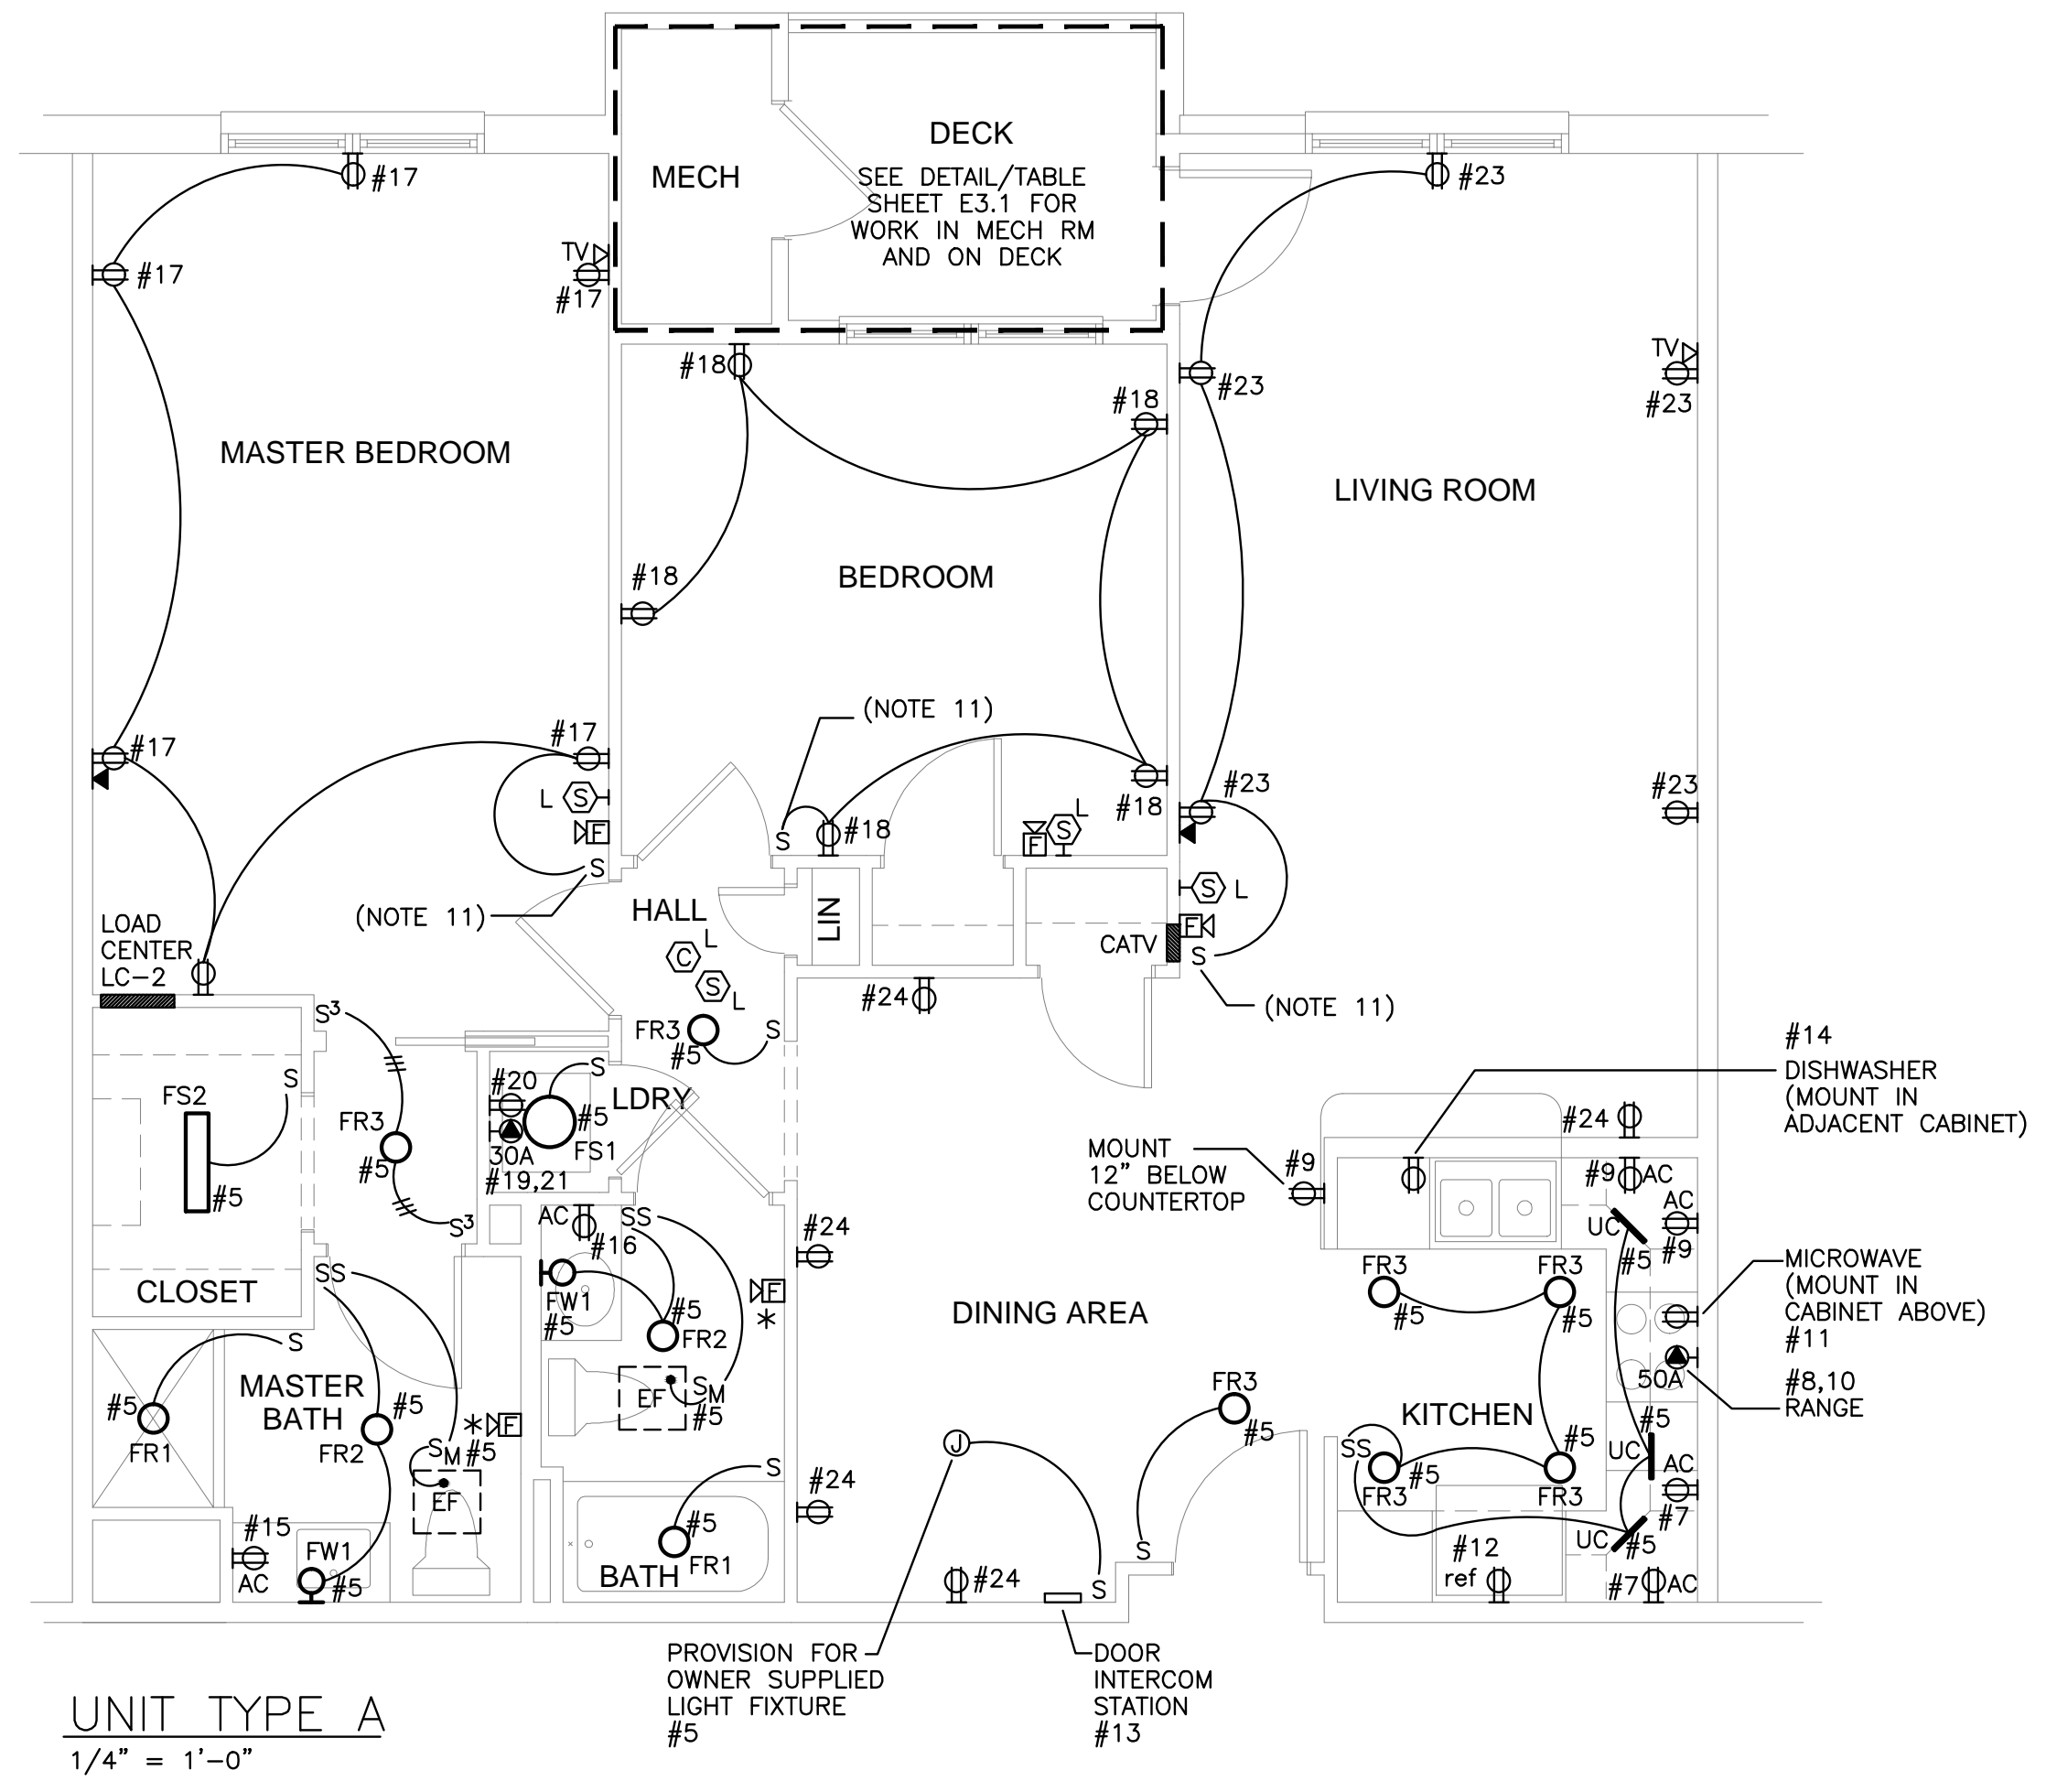 DECK
SEE DETAIL/TABLE
SHEET E3.1 FOR
WORK IN MECH RM
AND ON DECK
MECH
#17
#23
TV
#17
#17
#18
#18
#23
TV
#23
MASTER BEDROOM
LIVING ROOM
#18
BEDROOM
(NOTE 11)
#17
#17
#18
#23
#23
L
S
F
S
#18
L
S
F
S
L
F
(NOTE 11)
HALL
LIN
CATV
S
(NOTE 11)
LOAD
CENTER
LC-2
L
C
S
L
#24
S3
FR3
#5
S
#14
DISHWASHER
(MOUNT IN
ADJACENT CABINET)
FS2
S
#5
FR3
#5
S3
#20
S
LDRY
#5
FS1
30A
#19,21
MOUNT
12" BELOW
COUNTERTOP
#9
#24
#9
AC
AC
UC
#5
#9
AC
SS
#16
#24
CLOSET
SS
FW1
#5
#5
FR2
F
*
DINING AREA
FR3
#5
FR3
#5
MICROWAVE
(MOUNT IN
CABINET ABOVE)
#11
#8,10
RANGE
50A
S
MASTER
BATH
#5
FR1
#5
FR2
*
F
S
M
#5
EF
EF
S
M
#5
FR3
#5
KITCHEN
SS
#5
FR3
#5
FR3
#5
UC
AC
#7
J
S
#24
#5
FR1
BATH
#15
AC
FW1
#5
#24
S
S
#12
ref
UC
#5
#7
AC
PROVISION FOR
OWNER SUPPLIED
LIGHT FIXTURE
#5
DOOR
INTERCOM
STATION
#13
UNIT TYPE A
1/4" = 1'-0"